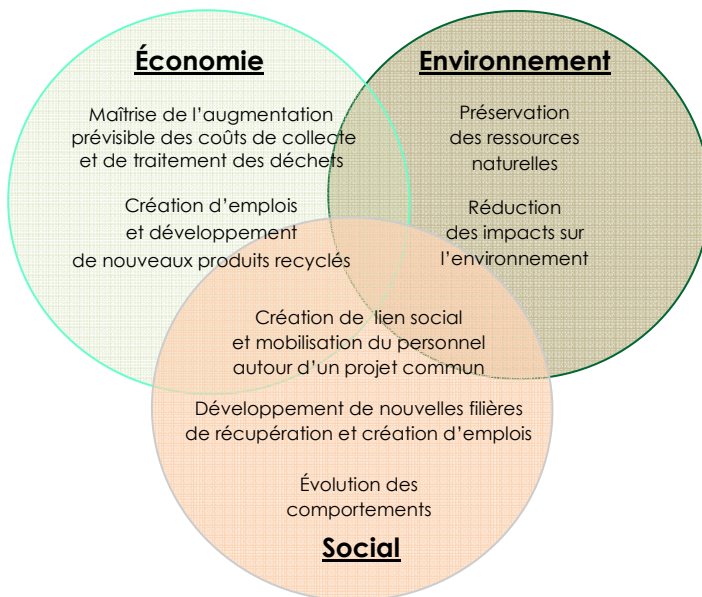 Économie
Maîtrise de l'augmentation
prévisible des coûts de collecte
et de traitement des déchets
Création d'emplois
et développement
de nouveaux produits recyclés
Environnement
Préservation
des ressources
naturelles
Réduction
des impacts sur
l'environnement
Création de lien social
et mobilisation du personnel
autour d'un projet commun
Développement de nouvelles filières
de récupération et création d'emplois
Évolution des
comportements
Social